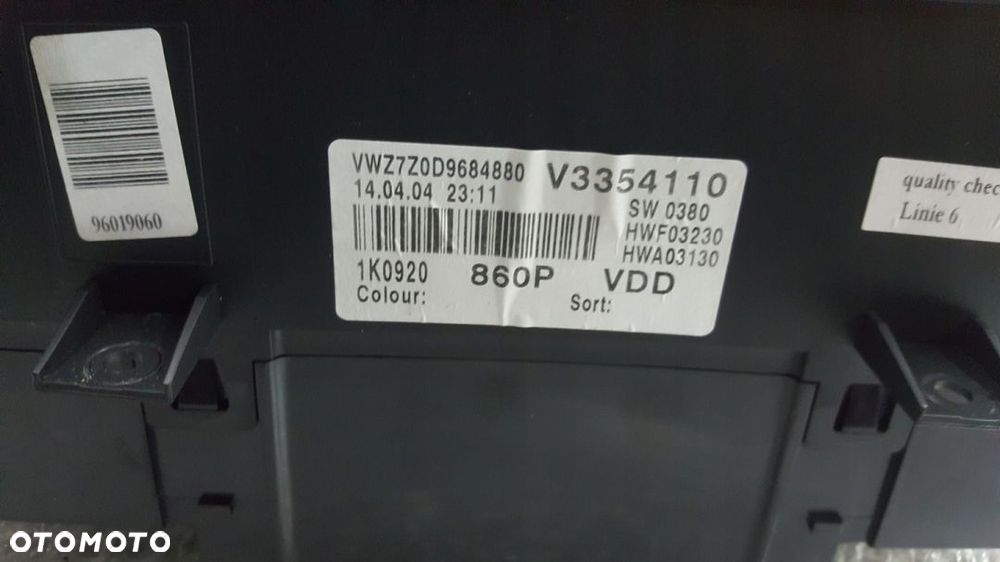 96019060
VWZ7Z0D9684880 V3354110
14.04.04 23:11
SW 0380
HWF03230
HWA03130
1K0920 860P VDD
Colour: Sort:
quality chec
Linie 6
OTOMOTO